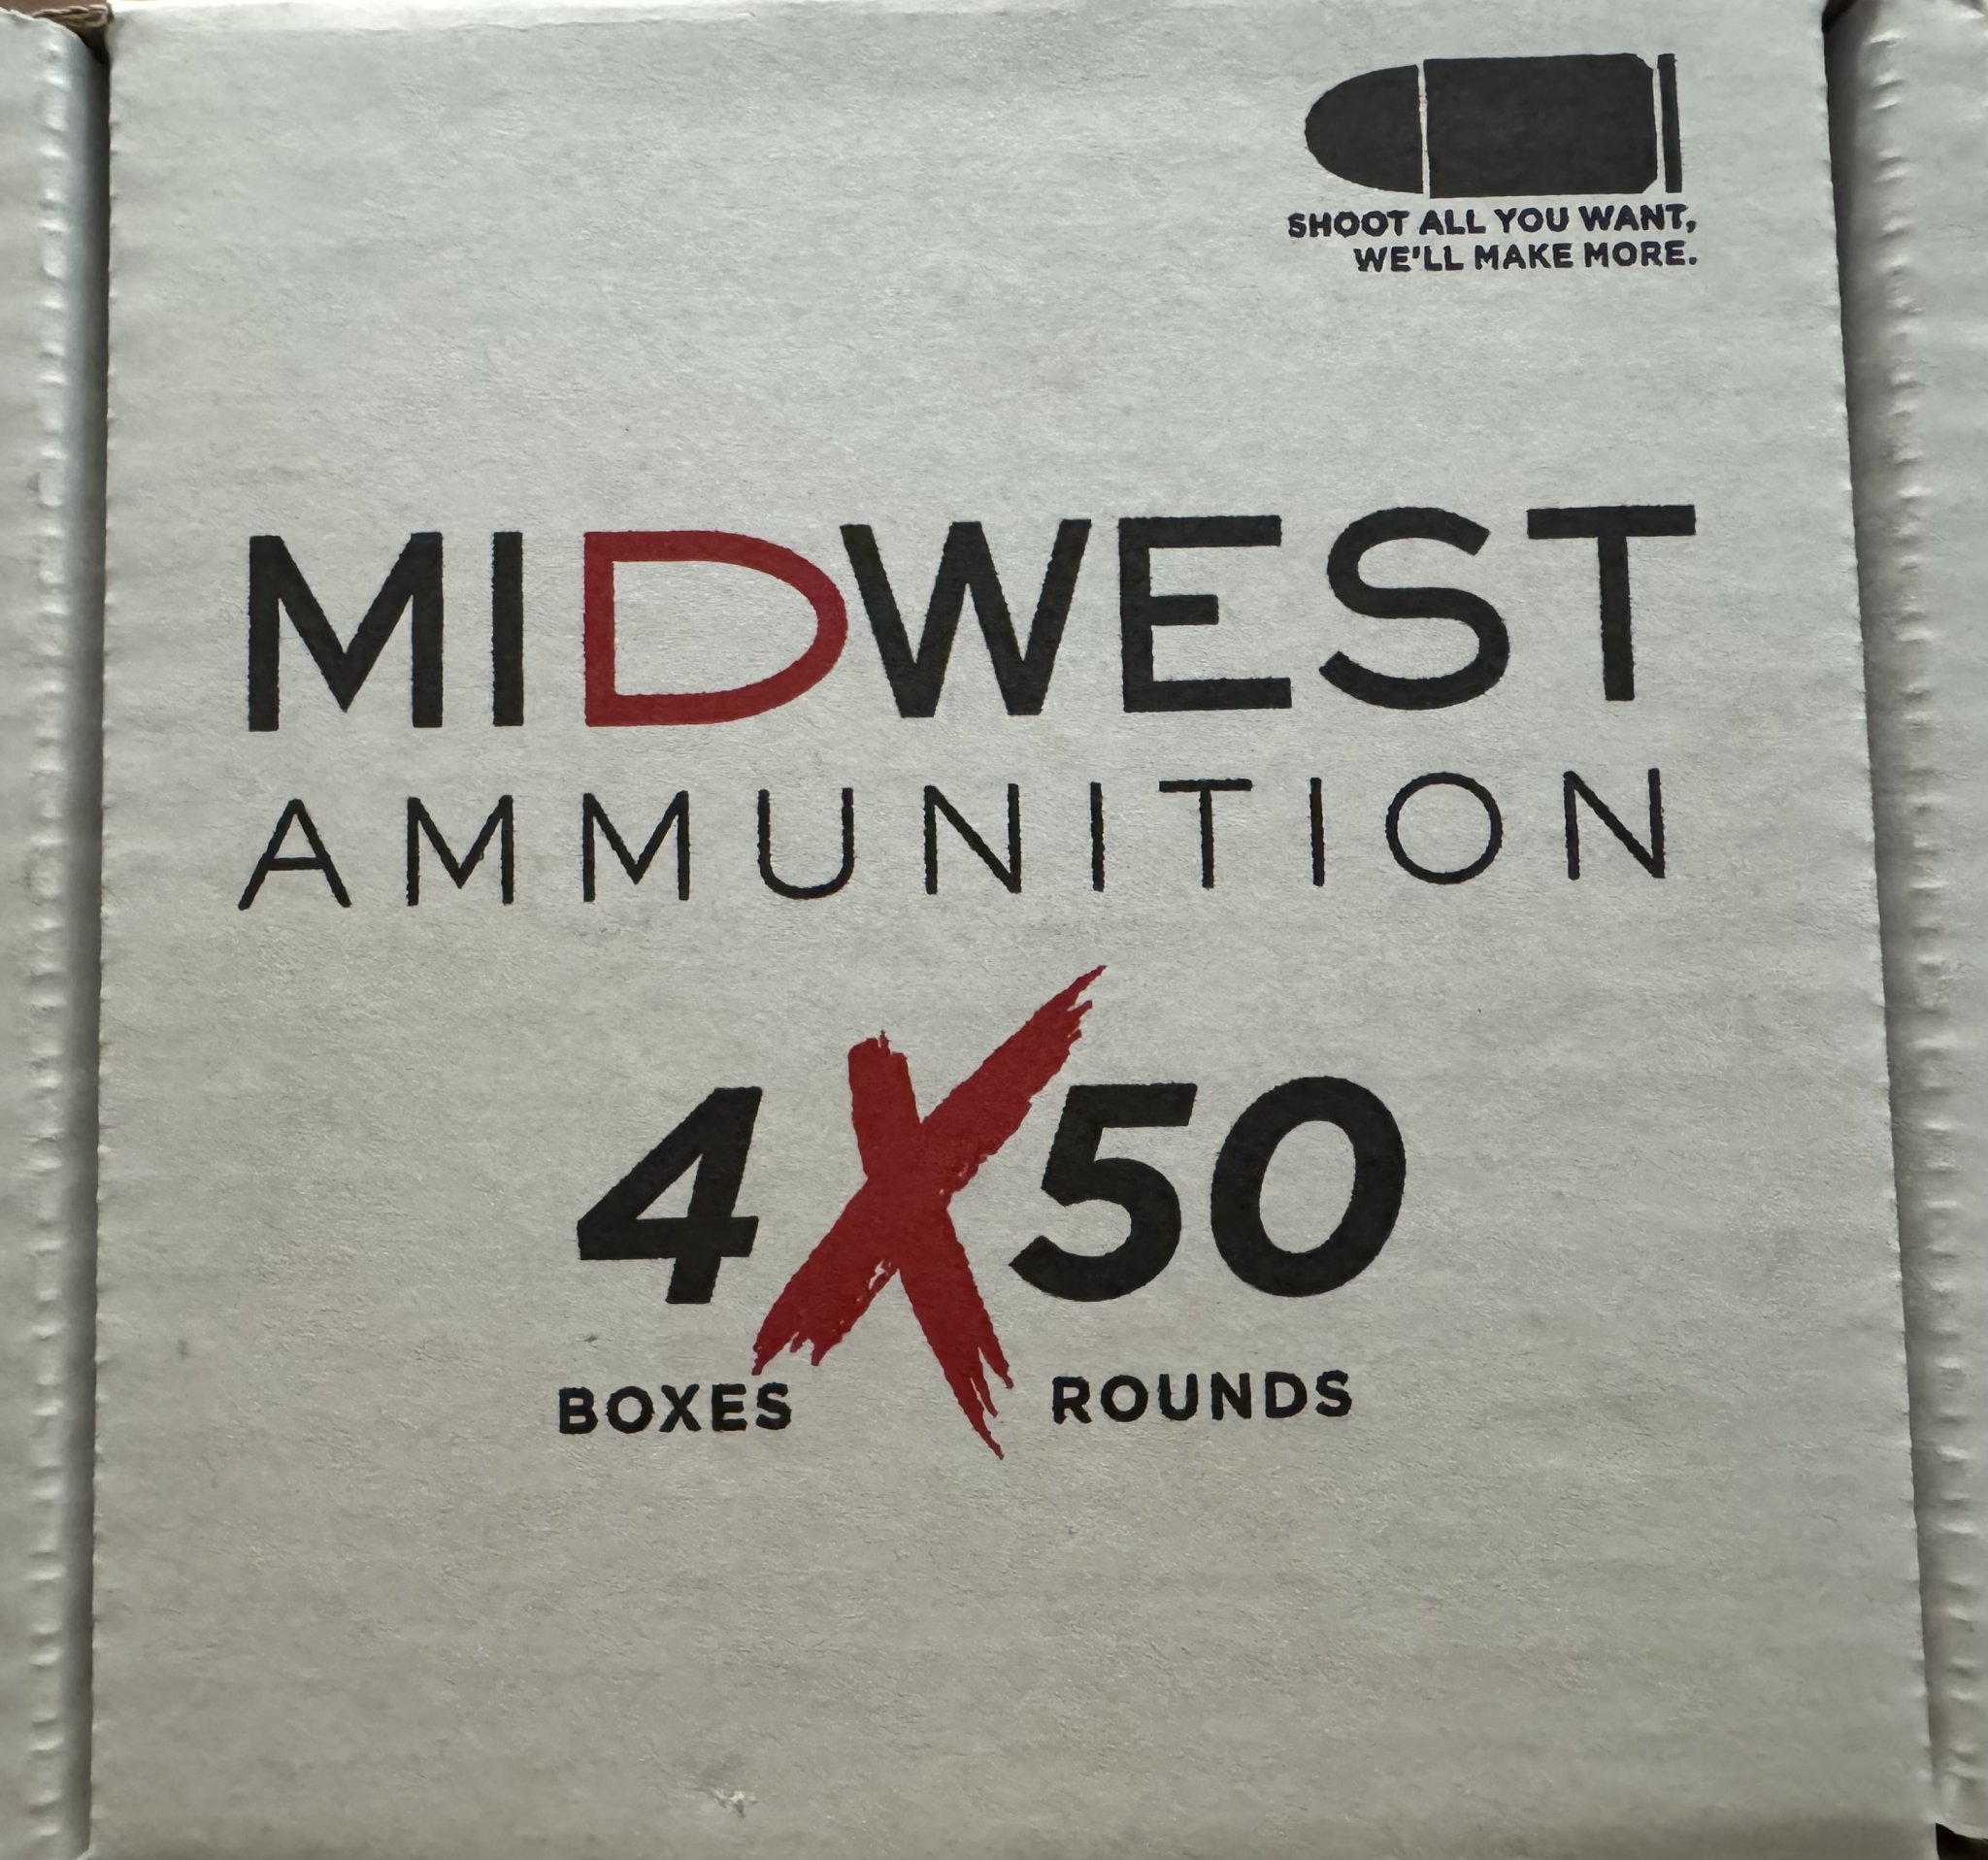 SHOOT ALL YOU WANT,
WE'LL MAKE MORE.
MIDWEST
AMMUNITION
4X50
BOXES ROUNDS